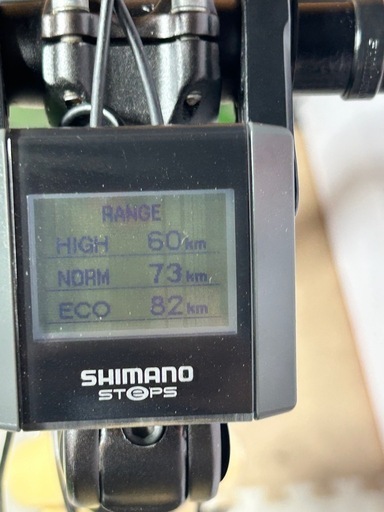 RANGE
HIGH 60km
NORM 73km
ECO 82km
SHIMANO
STePS